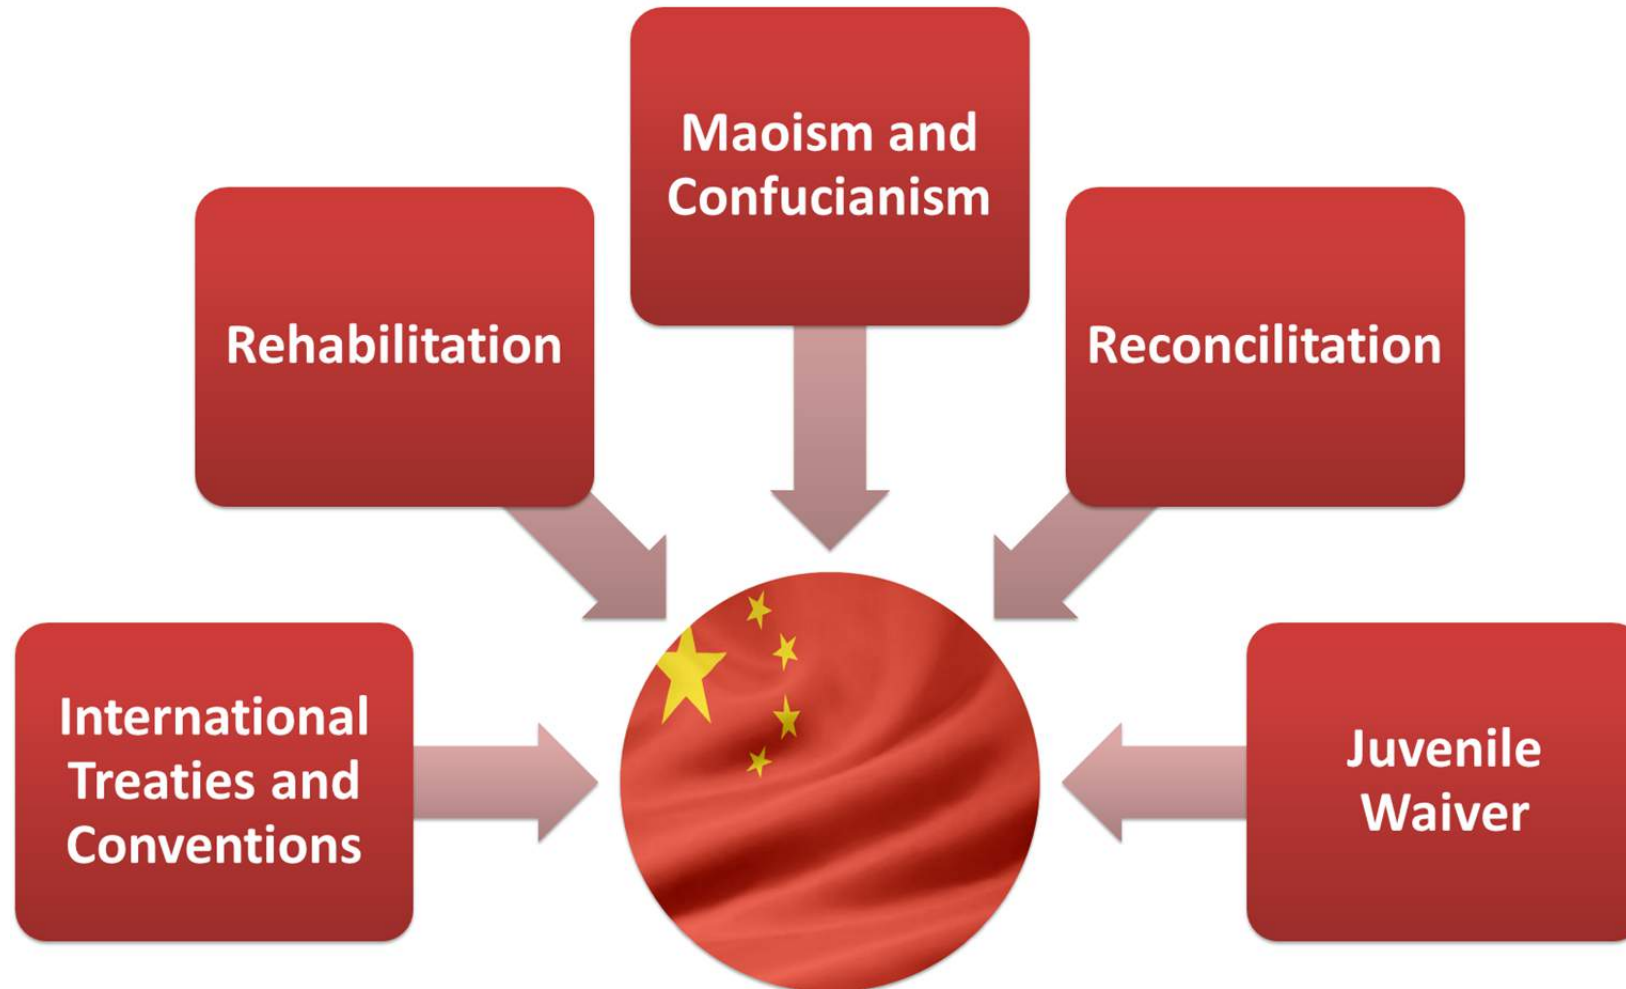 Maoism and
Confucianism
Rehabilitation
Reconcilitation
International
Treaties and
Conventions
Juvenile
Waiver